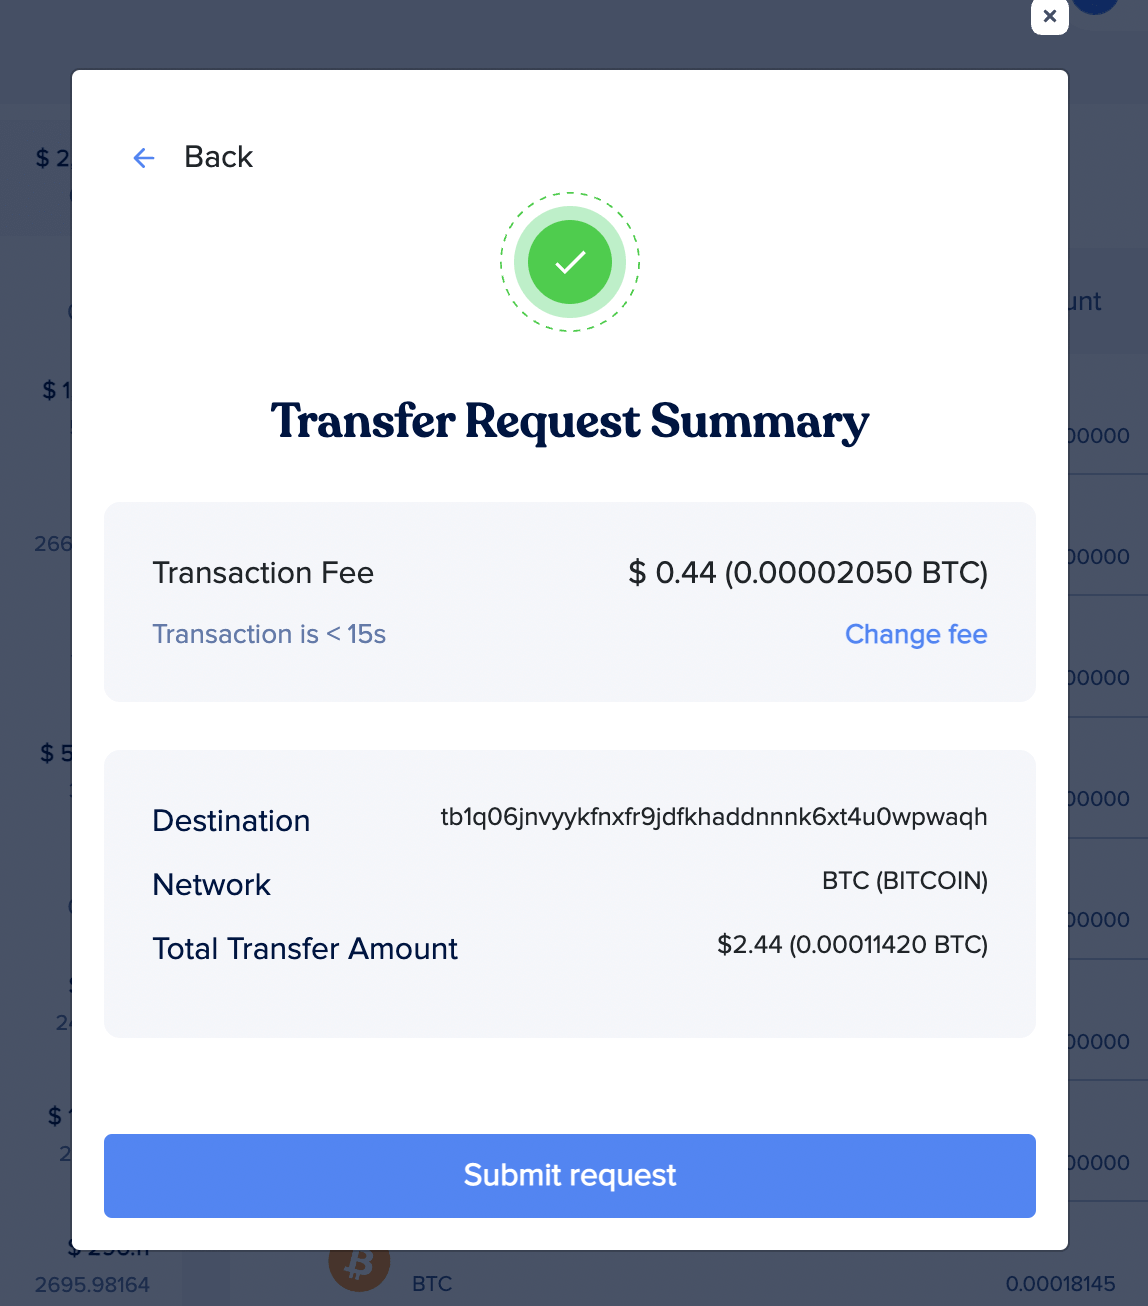 ×
Back
$ 2,
unt
Transfer Request Summary
$ 1
00000
Transaction Fee
$ 0.44 (0.00002050 BTC)
266
00000
Transaction is < 15s
Change fee
00000
$ 5
Destination
tb1q06jnvyykfnxfr9jdfkhaddnnnk6xt4u0wpwaqh
00000
Network
BTC (BITCOIN)
00000
Total Transfer Amount
$2.44 (0.00011420 BTC)
24
00000
$ 1
2
00000
Submit request
2695.98164
BTC
0.00018145